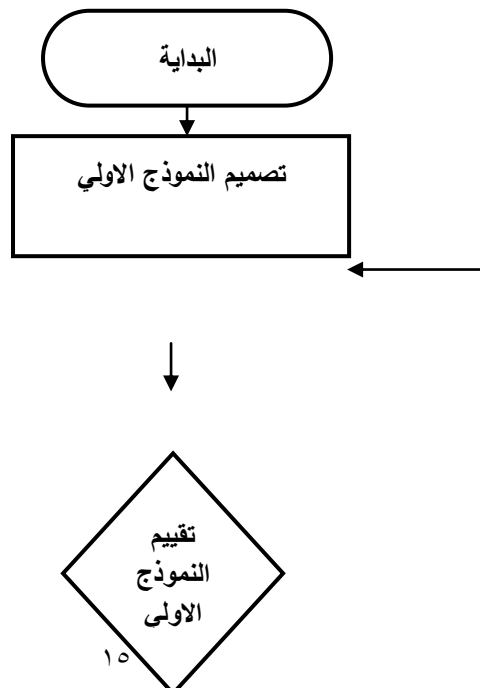 البداية
تصميم النموذج الاولي
تقييم
النموذج
الاولى
١٥